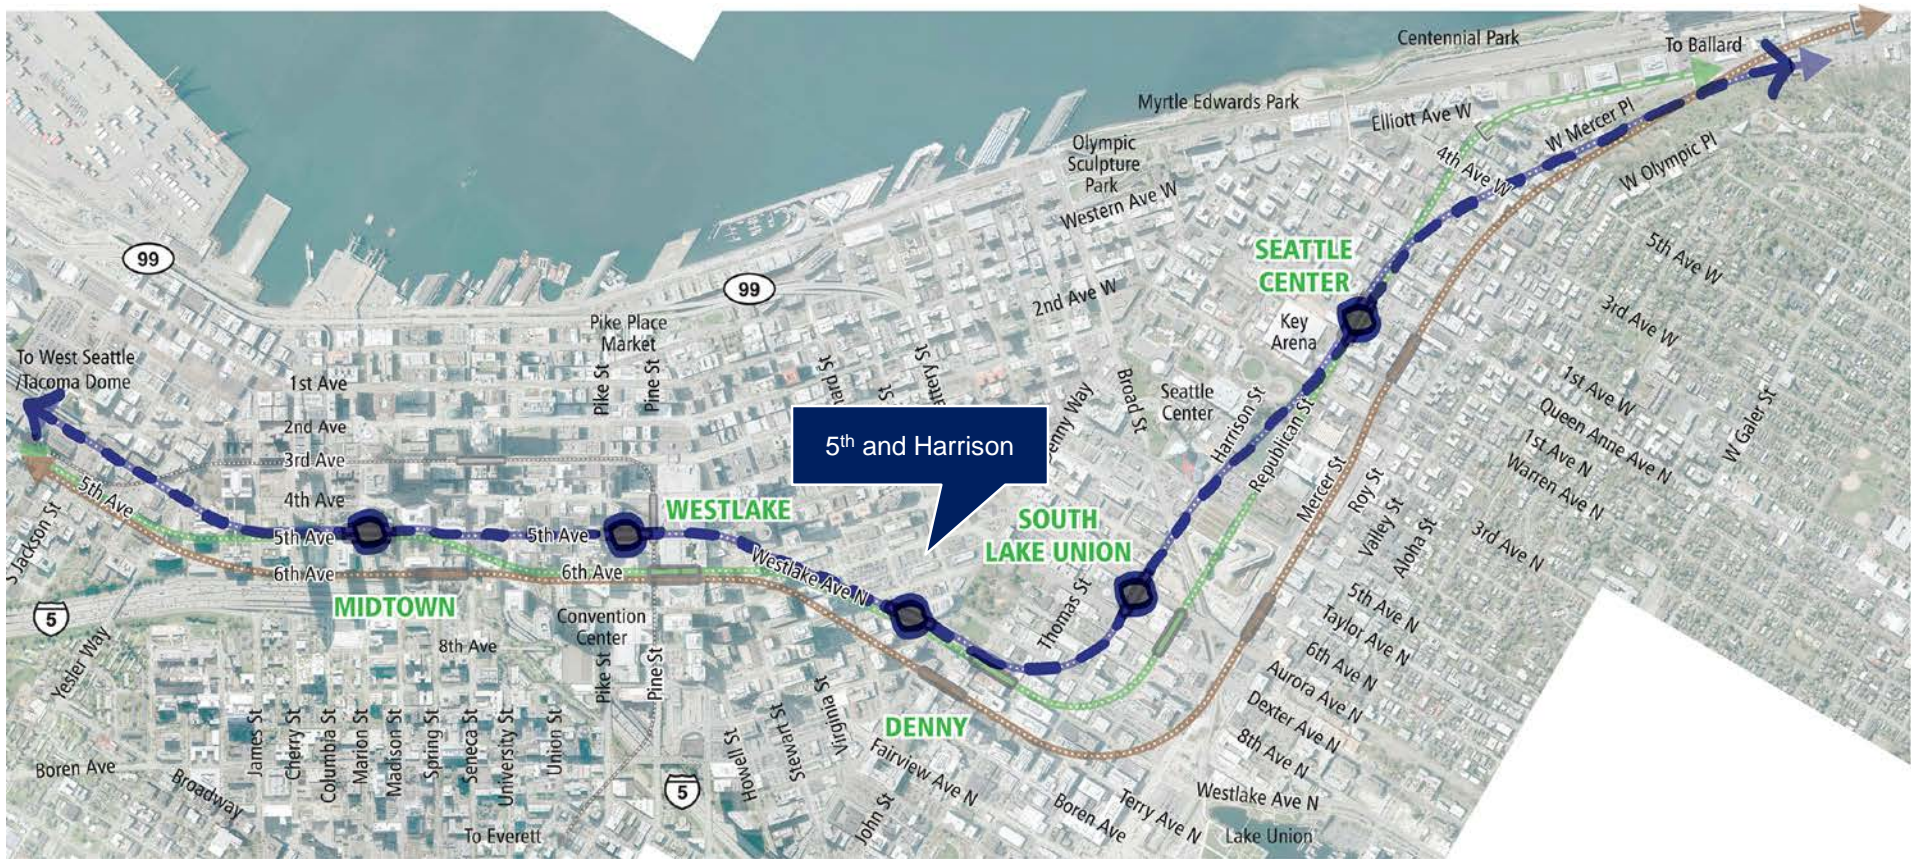 Centennial Park
To Ballard
Myrtle Edwards Park
Elliott Ave W
W Mercer Pl
Olympic
Sculpture
Park
4th Ave W
W Olympic Pl
Western Ave W
SEATTLE
CENTER
5th Ave W
99
99
2nd Ave W
3rd Ave W
Key
Arena
Pike Place
Market
To West Seattle
/Tacoma Dome
1st Ave
Pike St
Pine St
Broad St
Seattle
Center
Harrison St
Republican St
1st Ave W
Queen Anne Ave N
1st Ave N
Warren Ave N
W Galer St
2nd Ave
3rd Ave
5th and Harrison
4th Ave
5th Ave
5th Ave
5th Ave
WESTLAKE
SOUTH
LAKE UNION
Mercer St
Roy St
Valley St
Aloha St
3rd Ave N
S Jackson St
6th Ave
6th Ave
Westlake Ave N
MIDTOWN
5
Yesler Way
Convention
Center
8th Ave
Pike St
Pine St
Thomas St
5th Ave N
Taylor Ave N
6th Ave N
Aurora Ave N
Dexter Ave N
8th Ave N
Westlake Ave N
DENNY
James St
Cherry St
Columbia St
Marion St
Madison St
Spring St
Seneca St
University St
Union St
Howell St
Stewart St
Virginia St
Fairview Ave N
Boren Ave
Broadway
5
John St
Boren Ave
Terry Ave N
To Everett
Lake Union